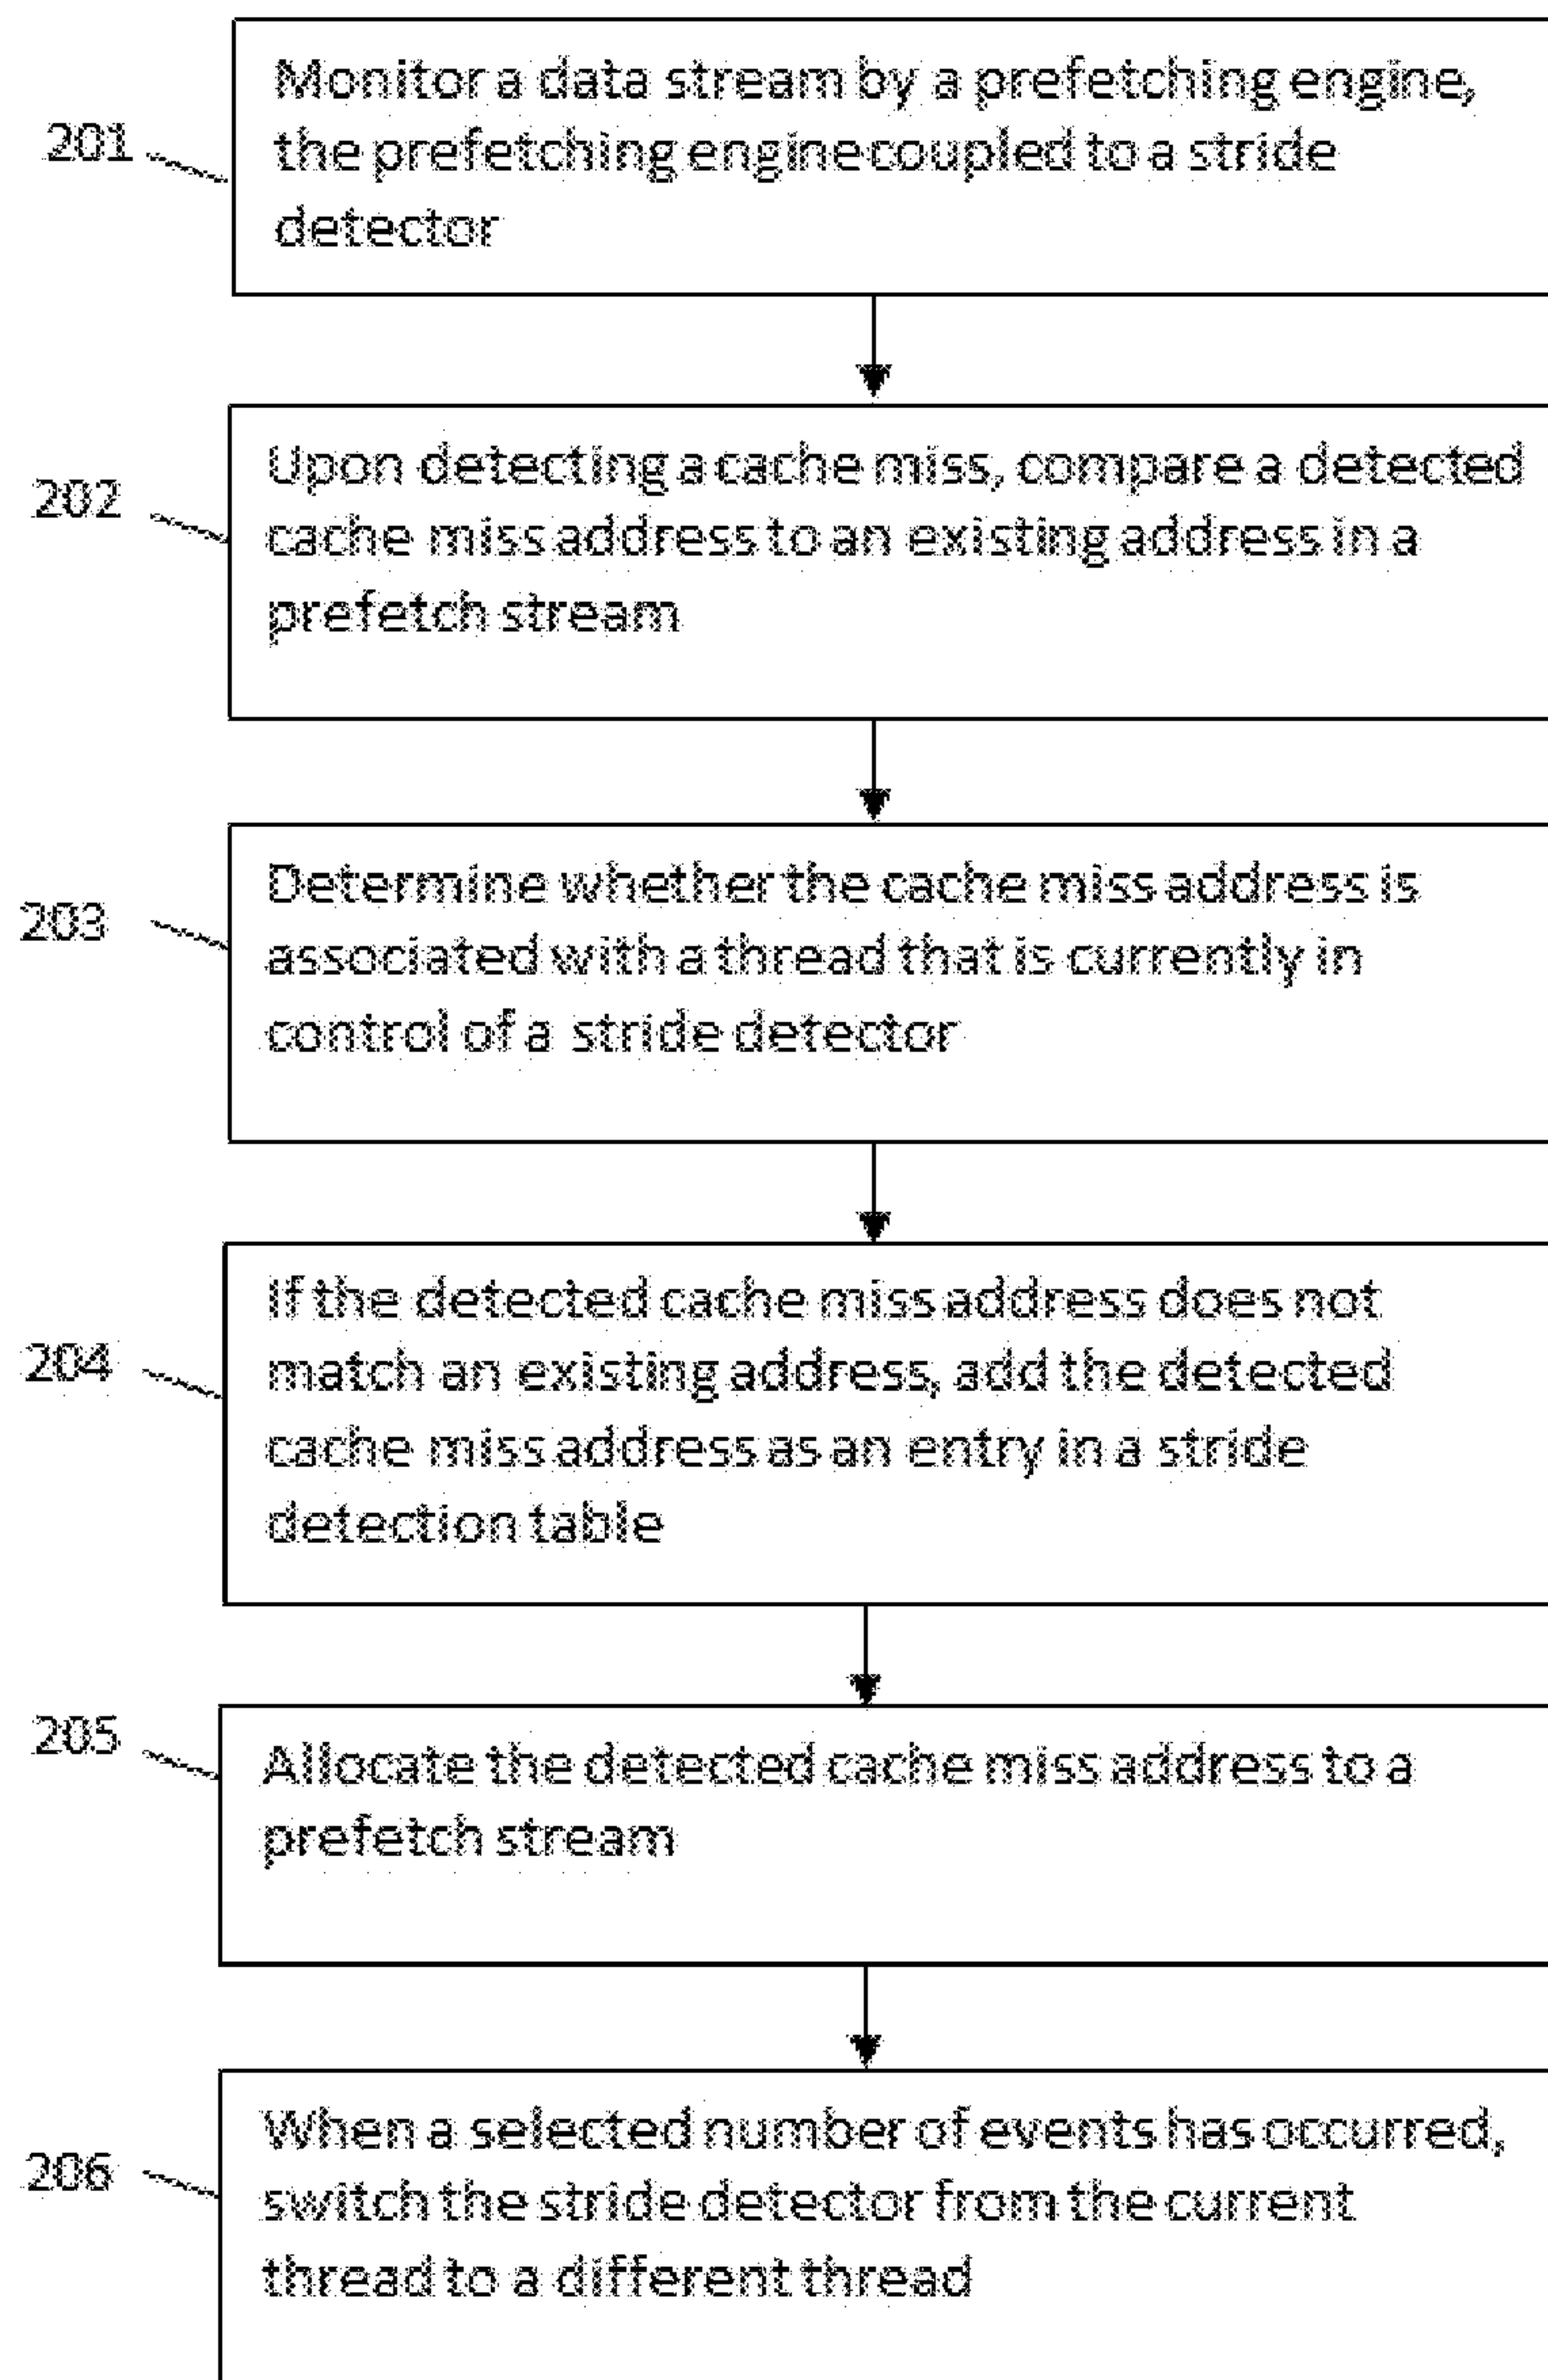 Monitor a data stream by a prefetching engine,
201
the prefetching engine coupled to a stride
detector
Upon detecting a cache miss, compare a detected
202
cache miss address to an existing address in a
prefetch stream
Determine whether the cache miss address is
203
associated with a thread that is currently in
control of a stride detector
If the detected cache miss address does not
204
match an existing address, add the detected
cache miss address as an entry in a stride
detection table
205
Allocate the detected cache miss address to a
prefetch stream
When a selected number of events has occurred,
206
switch the stride detector from the current
thread to a different thread